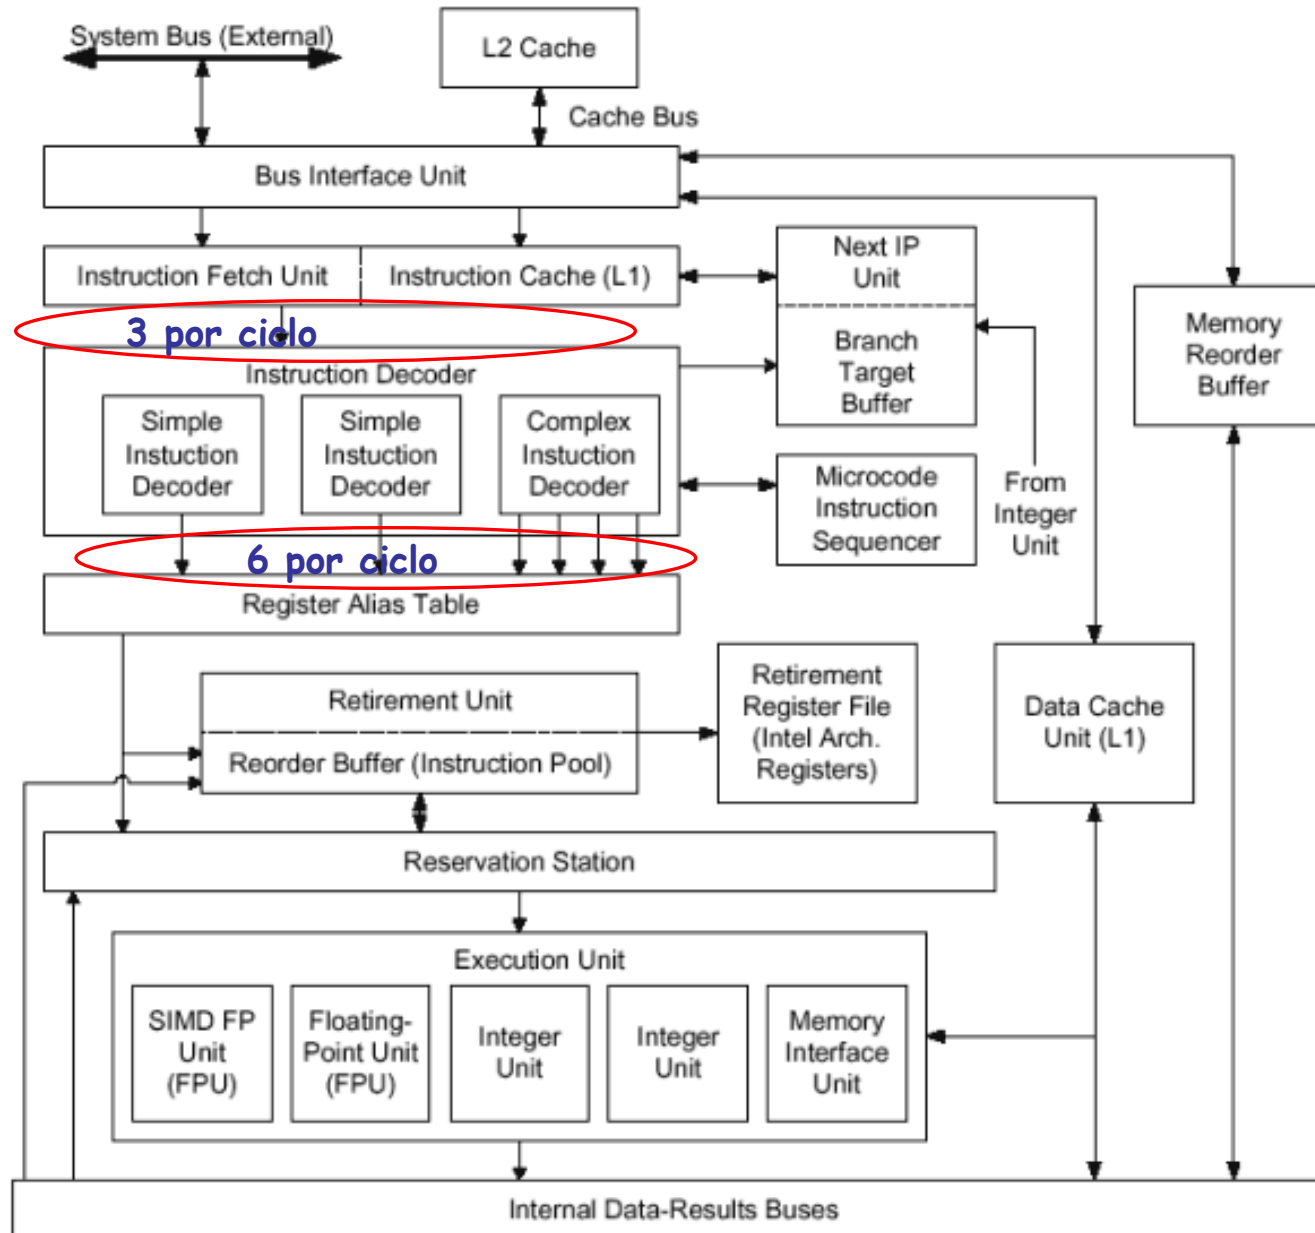 System Bus (External)
L2 Cache
Cache Bus
Bus Interface Unit
Instruction Fetch Unit
Instruction Cache (L1)
Next IP
Unit
Branch
Target
Buffer
Memory
Reorder
Buffer
3 por ciclo
Instruction Decoder
Simple
Instuction
Decoder
Simple
Instuction
Decoder
Complex
Instuction
Decoder
Microcode
Instruction
Sequencer
From
Integer
Unit
6 por ciclo
Register Alias Table
Retirement Unit
Reorder Buffer (Instruction Pool)
Retirement
Register File
(Intel Arch.
Registers)
Data Cache
Unit (L1)
Reservation Station
Execution Unit
SIMD FP
Unit
(FPU)
Floating-
Point Unit
(FPU)
Integer
Unit
Integer
Unit
Memory
Interface
Unit
Internal Data-Results Buses